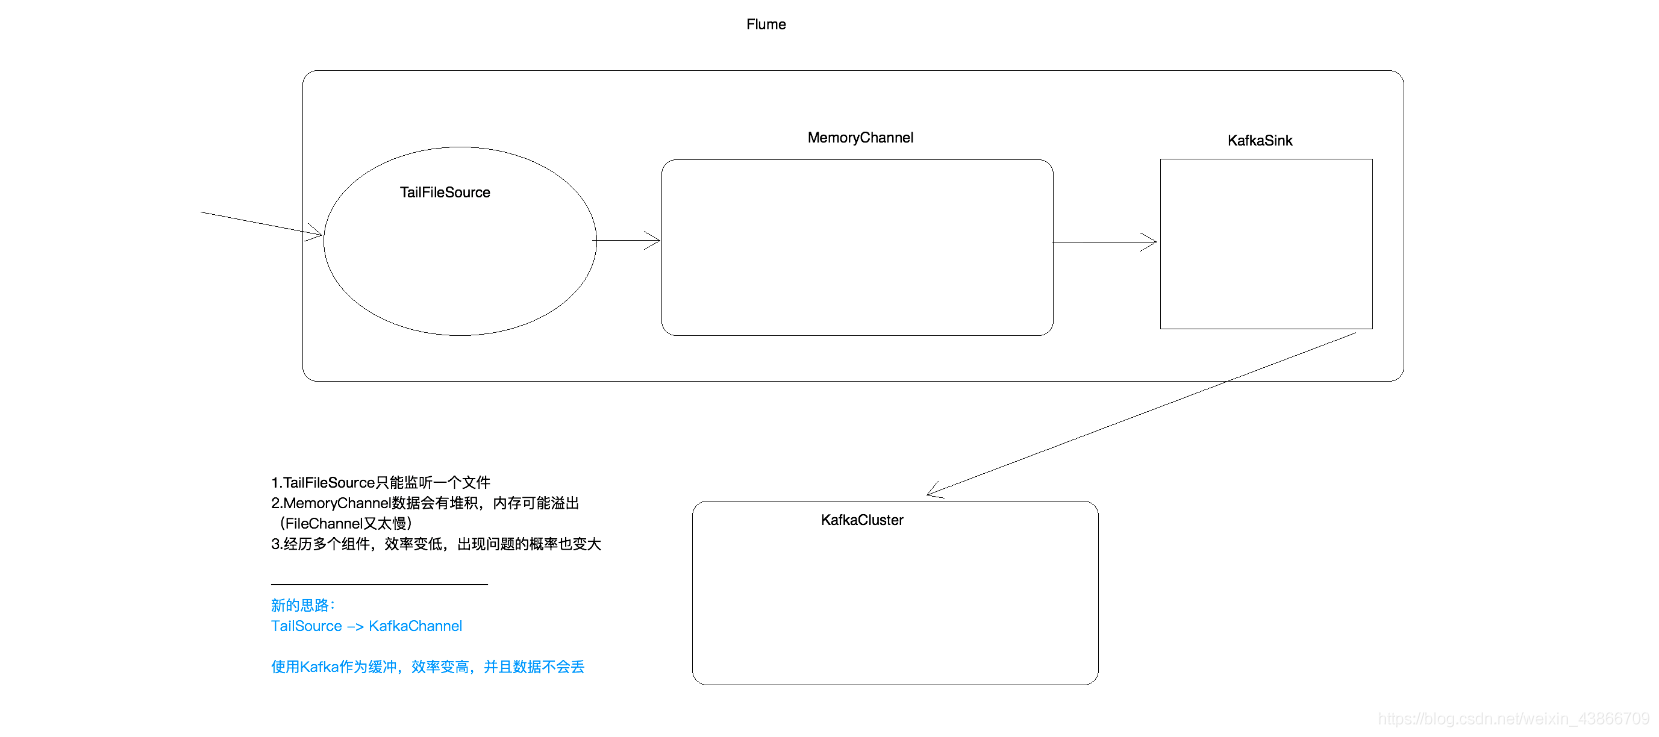 Flume
MemoryChannel
KafkaSink
TailFileSource
1.TailFileSource只能监听一个文件
2.MemoryChannel数据会有堆积，内存可能溢出
（FileChannel又太慢）
3.经历多个组件，效率变低，出现问题的概率也变大
KafkaCluster
新的思路：
TailSource -> KafkaChannel
使用Kafka作为缓冲，效率变高，并且数据不会丢
https://blog.csdn.net/weixin_43866709